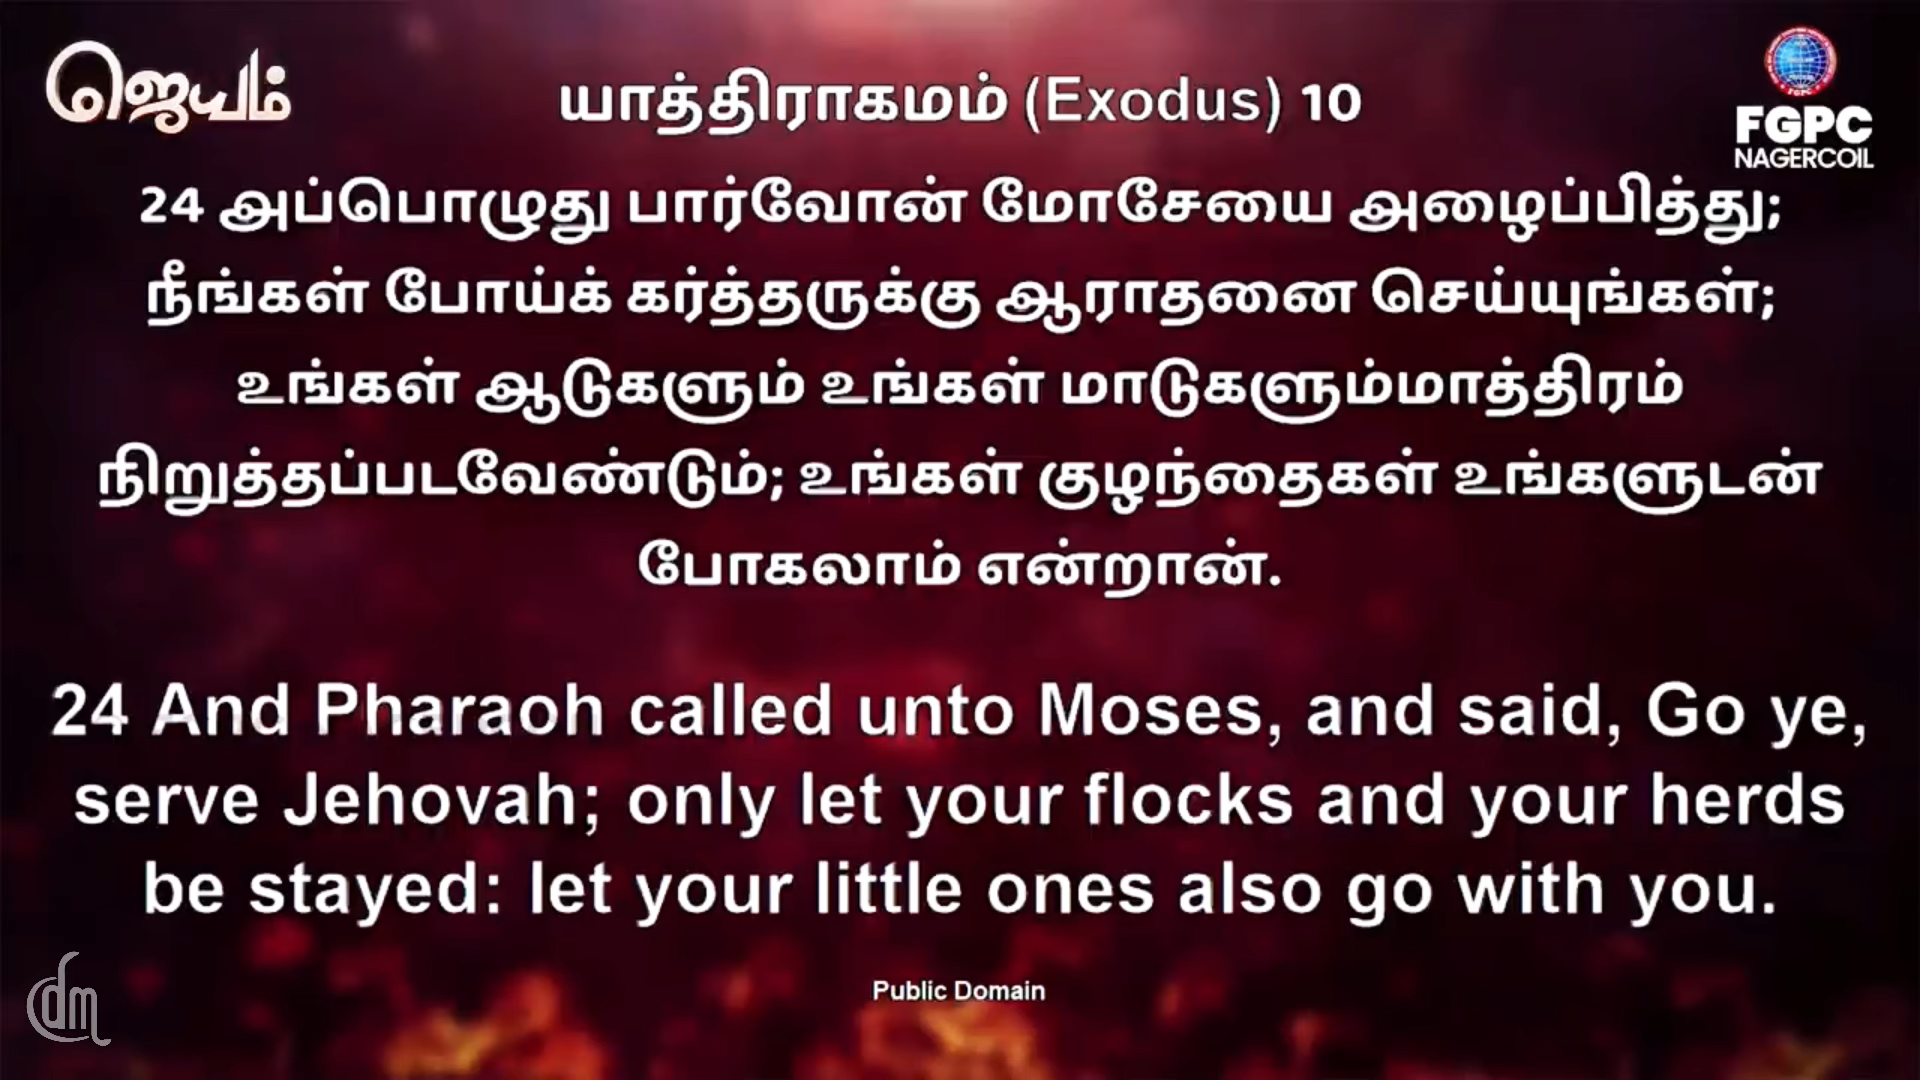 ஜெயம்
யாத்திராகமம் (Exodus) 10
FGPC
NAGERCOIL
24 அப்பொழுது பார்வோன் மோசேயை அழைப்பித்து;
நீங்கள் போய்க் கர்த்தருக்கு ஆராதனை செய்யுங்கள்;
உங்கள் ஆடுகளும் உங்கள் மாடுகளும்மாத்திரம்
நிறுத்தப்படவேண்டும்; உங்கள் குழந்தைகள் உங்களுடன்
போகலாம் என்றான்.
24 And Pharaoh called unto Moses, and said, Go ye,
serve Jehovah; only let your flocks and your herds
be stayed: let your little ones also go with you.
dm
Public Domain